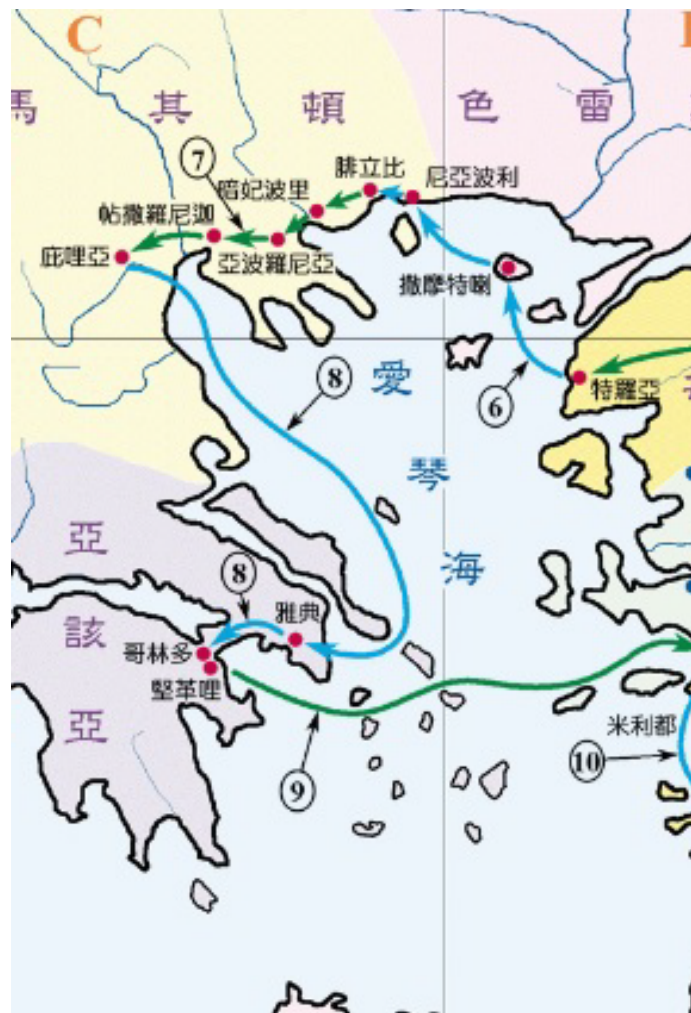 C
馬其頓
色雷
⑦
腓立比
尼亞波利
暗妃波里
帖撒羅尼迦
庇哩亞
亞波羅尼亞
撒摩特喇
⑧
愛琴海
⑥
特羅亞
亞該亞
⑧
雅典
哥林多
堅革哩
⑨
米利都
⑩